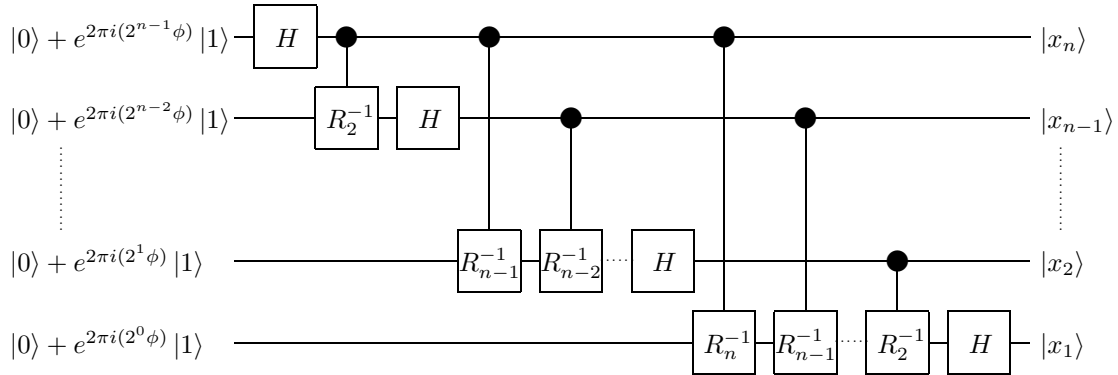 |0⟩ + e^{2πi(2^{n−1}ϕ)} |1⟩ H |x_n⟩
|0⟩ + e^{2πi(2^{n−2}ϕ)} |1⟩ R_2^{−1} H |x_{n−1}⟩
|0⟩ + e^{2πi(2^1ϕ)} |1⟩ R_{n−1}^{−1} R_{n−2}^{−1} H |x_2⟩
|0⟩ + e^{2πi(2^0ϕ)} |1⟩ R_n^{−1} R_{n−1}^{−1} R_2^{−1} H |x_1⟩